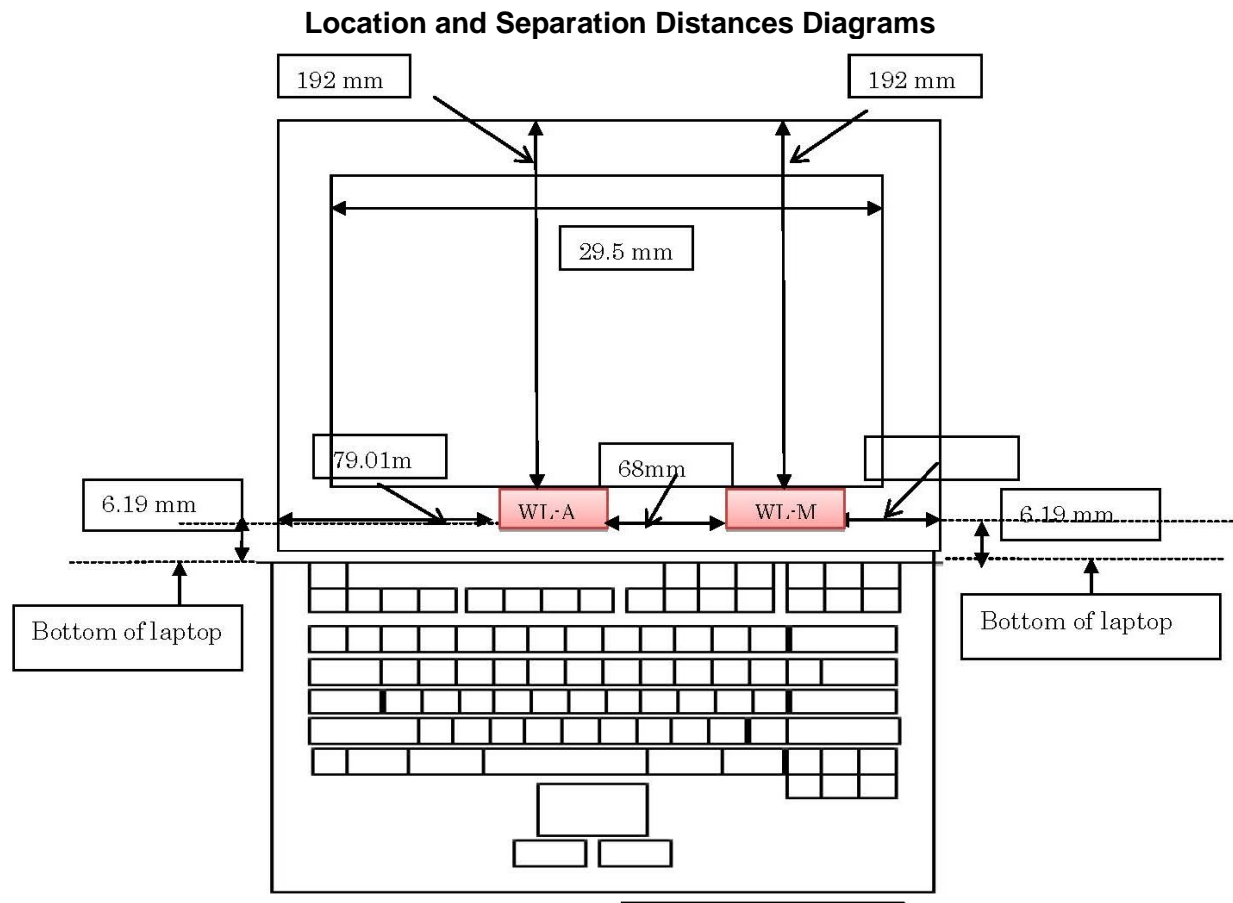 Location and Separation Distances Diagrams
192 mm
192 mm
29.5 mm
79.01m
68mm
6.19 mm
WL-A
WL-M
6.19 mm
Bottom of laptop
Bottom of laptop